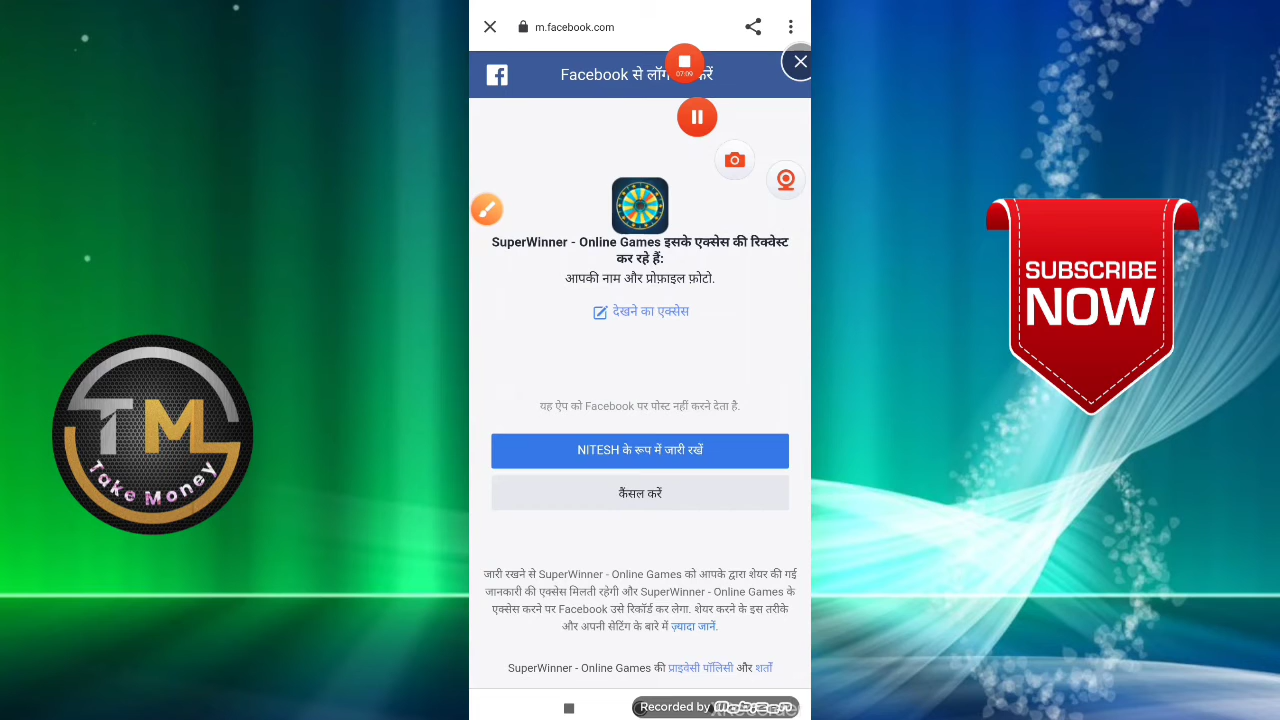 m.facebook.com
Facebook से लॉग करें
07:09
SuperWinner - Online Games इसके एक्सेस की रिक्वेस्ट
कर रहे हैं:
आपकी नाम और प्रोफ़ाइल फ़ोटो.
देखने का एक्सेस
यह ऐप को Facebook पर पोस्ट नहीं करने देता है.
NITESH के रूप में जारी रखें
कैंसल करें
जारी रखने से SuperWinner - Online Games को आपके द्वारा शेयर की गई
जानकारी की एक्सेस मिलती रहेगी और SuperWinner - Online Games के
एक्सेस करने पर Facebook उसे रिकॉर्ड कर लेगा. शेयर करने के इस तरीके
और अपनी सेटिंग के बारे में ज़्यादा जानें.
SuperWinner - Online Games की प्राइवेसी पॉलिसी और शर्तों
Recorded by
TM
Take Money
SUBSCRIBE
NOW